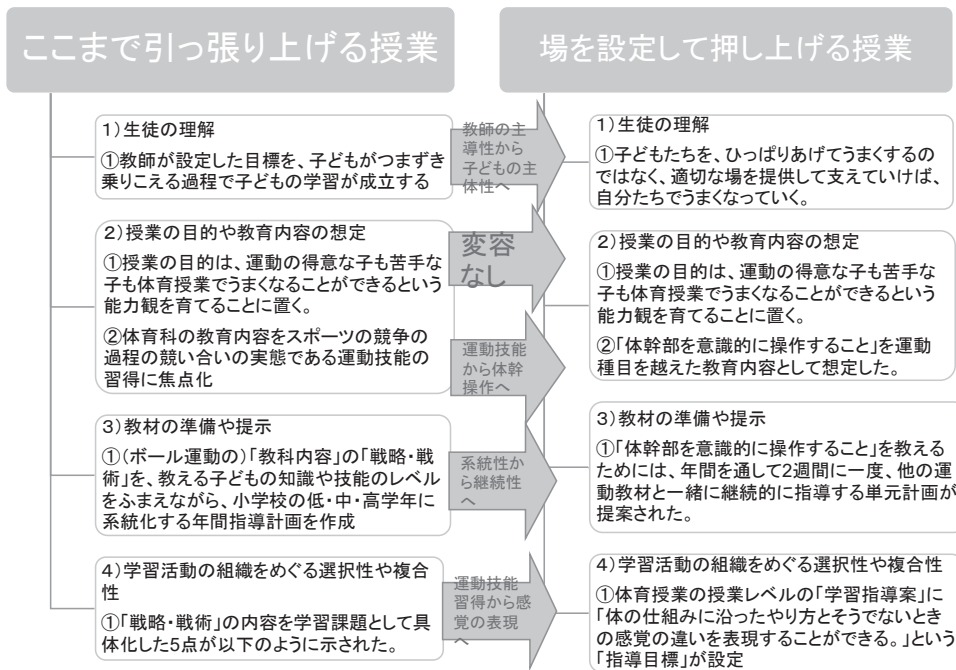 ここまで引っ張り上げる授業
1)生徒の理解
①教師が設定した目標を、子どもがつまずき
乗りこえる過程で子どもの学習が成立する
2)授業の目的や教育内容の想定
①授業の目的は、運動の得意な子も苦手な
子も体育授業でうまくなることができるという
能力観を育てることに置く。
②体育科の教育内容をスポーツの競争の
過程の競い合いの実態である運動技能の
習得に焦点化
3)教材の準備や提示
①(ボール運動の)「教科内容」の「戦略・戦
術」を、教える子どもの知識や技能のレベル
をふまえながら、小学校の低・中・高学年に
系統化する年間指導計画を作成
4)学習活動の組織をめぐる選択性や複合
性
①「戦略・戦術」の内容を学習課題として具
体化した5点が以下のように示された。
教師の主
導性から
子どもの主
体性へ
変容
なし
運動技能
から体幹
操作へ
系統性か
ら継続性
へ
運動技能
習得から感
覚の表現
へ
場を設定して押し上げる授業
1)生徒の理解
①子どもたちを、ひっぱりあげてうまくするの
ではなく、適切な場を提供して支えていけば、
自分たちでうまくなっていく。
2)授業の目的や教育内容の想定
①授業の目的は、運動の得意な子も苦手な
子も体育授業でうまくなることができるという
能力観を育てることに置く。
②「体幹部を意識的に操作すること」を運動
種目を越えた教育内容として想定した。
3)教材の準備や提示
①「体幹部を意識的に操作すること」を教える
ためには、年間を通して2週間に一度、他の運
動教材と一緒に継続的に指導する単元計画が
提案された。
4)学習活動の組織をめぐる選択性や複合性
①体育授業の授業レベルの「学習指導案」に
「体の仕組みに沿ったやり方とそうでないとき
の感覚の違いを表現することができる。」という
「指導目標」が設定